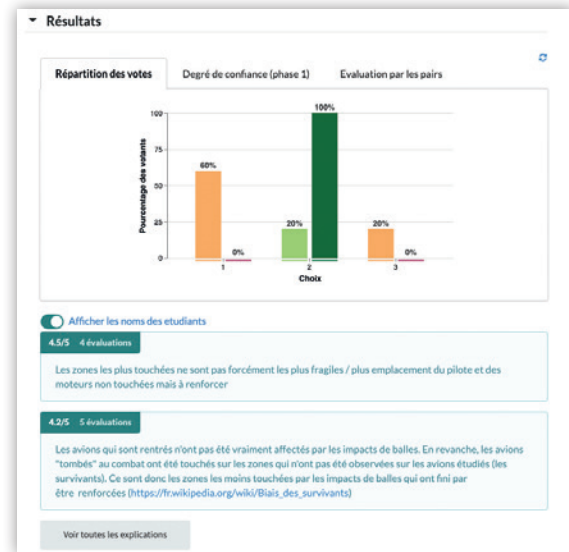 Résultats
Répartition des votes
Degré de confiance (phase 1)
Evaluation par les pairs
Pourcentage des votants
100
75
50
25
0
60%
0%
20%
100%
20%
0%
1
2
3
Choix
Afficher les noms des etudiants
4.5/5 4 évaluations
Les zones les plus touchées ne sont pas forcément les plus fragiles / plus emplacement du pilote et des
moteurs non touchées mais à renforcer
4.2/5 5 évaluations
Les avions qui sont rentrés n'ont pas été vraiment affectés par les impacts de balles. En revanche, les avions
"tombés" au combat ont été touchés sur les zones qui n'ont pas été observées sur les avions étudiés (les
survivants). Ce sont donc les zones les moins touchées par les impacts de balles qui ont fini par
être renforcées (https://fr.wikipedia.org/wiki/Biais_des_survivants)
Voir toutes les explications